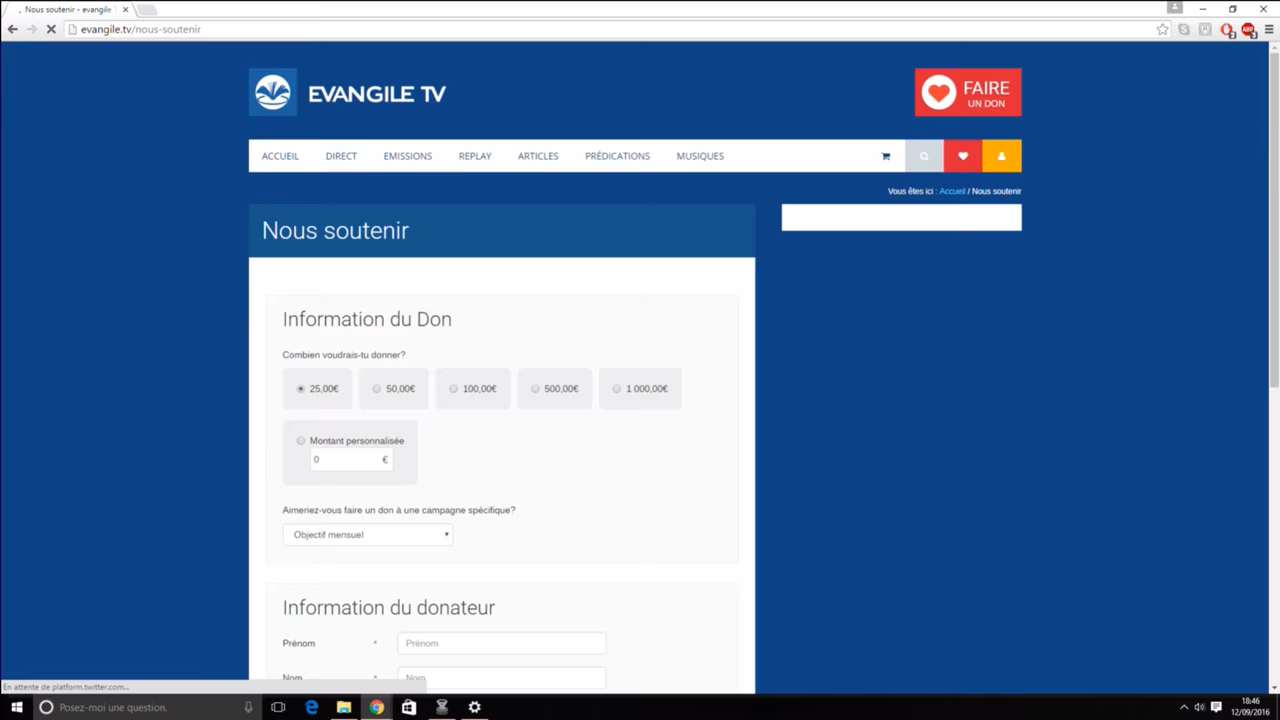 Nous soutenir - evangile T
evangile.tv/nous-soutenir
EVANGILE TV
FAIRE
UN DON
ACCUEIL DIRECT EMISSIONS REPLAY ARTICLES PRÉDICATIONS MUSIQUES
Vous êtes ici : Accueil / Nous soutenir
Nous soutenir
Information du Don
Combien voudrais-tu donner?
25,00€ 50,00€ 100,00€ 500,00€ 1 000,00€
Montant personnalisée
0 €
Aimeriez-vous faire un don à une campagne spécifique?
Objectif mensuel
Information du donateur
Prénom * Prénom
Nom * Nom
En attente de platform.twitter.com...
Posez-moi une question.
18:46
12/09/2016